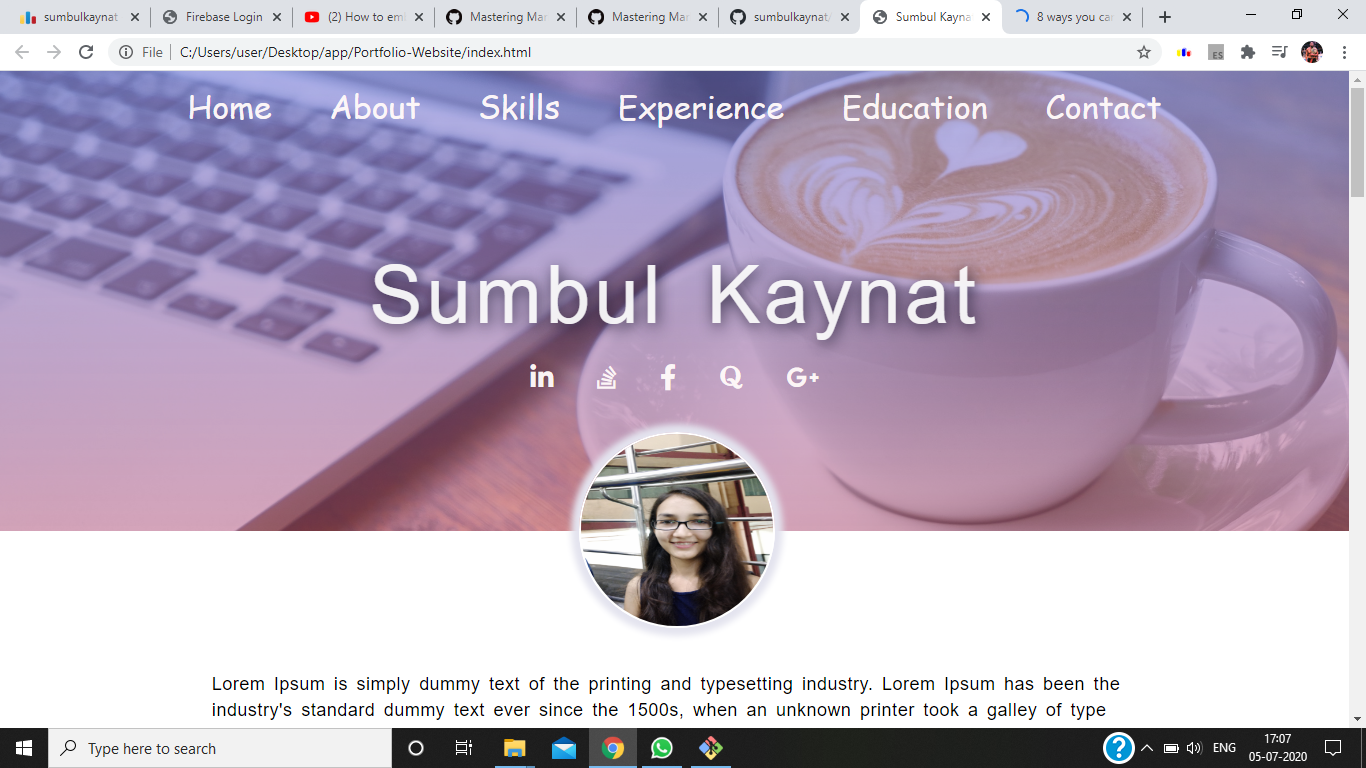 sumbulkaynat
Firebase Login
(2) How to em
Mastering Mar
Mastering Mar
sumbulkaynat/
Sumbul Kayna
8 ways you car
File
C:/Users/user/Desktop/app/Portfolio-Website/index.html
ES
Home About Skills Experience Education Contact
Sumbul Kaynat
in f Q G+
Lorem Ipsum is simply dummy text of the printing and typesetting industry. Lorem Ipsum has been the
industry's standard dummy text ever since the 1500s, when an unknown printer took a galley of type
Type here to search
?
ENG
17:07
05-07-2020